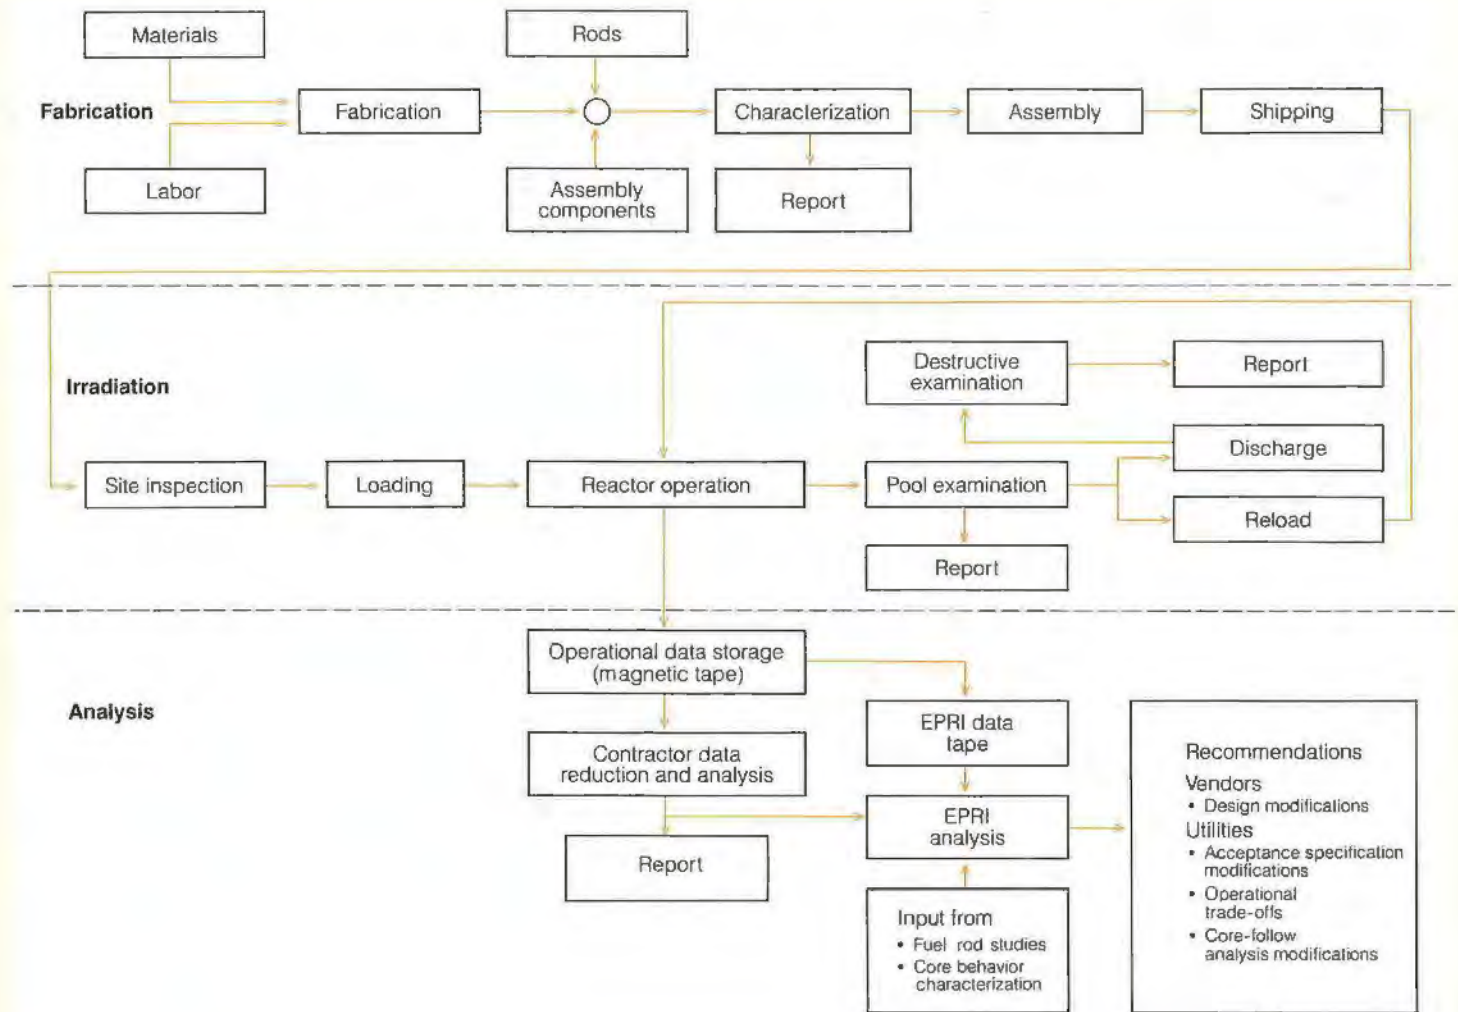 Materials
Rods
Fabrication
Fabrication
Characterization
Assembly
Shipping
Labor
Assembly
components
Report
Irradiation
Destructive
examination
Report
Discharge
Site inspection
Loading
Reactor operation
Pool examination
Reload
Report
Analysis
Operational data storage
(magnetic tape)
EPRI data
tape
Contractor data
reduction and analysis
EPRI
analysis
Report
Input from
• Fuel rod studies
• Core behavior
characterization
Recommendations
Vendors
• Design modifications
Utilities
• Acceptance specification
modifications
• Operational
trade-offs
• Core-follow
analysis modifications